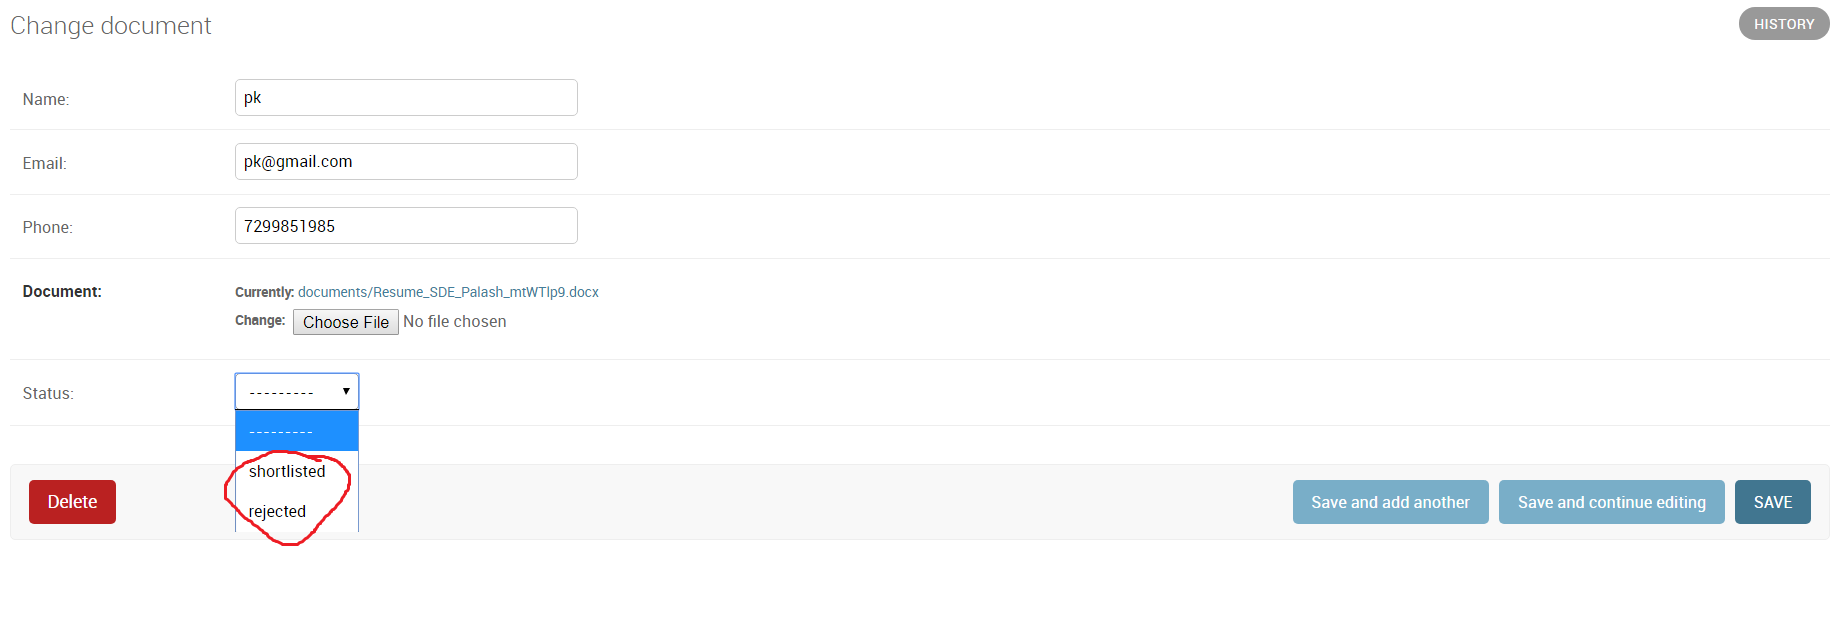 Change document
HISTORY
Name:
pk
Email:
pk@gmail.com
Phone:
7299851985
Document:
Currently: documents/Resume_SDE_Palash_mtWTlp9.docx
Change: Choose File No file chosen
Status:
---------
---------
shortlisted
rejected
Delete
Save and add another
Save and continue editing
SAVE